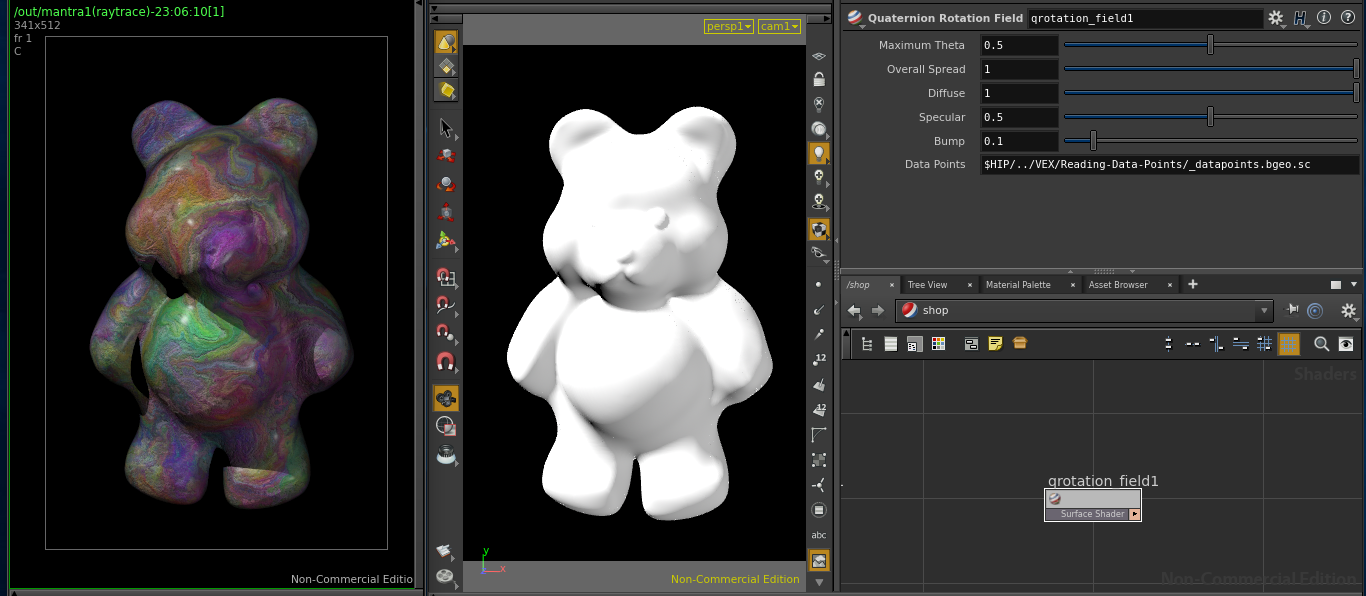 /out/mantra1(raytrace)-23:06:10[1]
341x512
fr 1
C
Non-Commercial Editio
persp1
cam1
12
12
abc
y
x
Non-Commercial Edition
Quaternion Rotation Field qrotation_field1
Maximum Theta 0.5
Overall Spread 1
Diffuse 1
Specular 0.5
Bump 0.1
Data Points $HIP/../VEX/Reading-Data-Points/_datapoints.bgeo.sc
/shop Tree View Material Palette Asset Browser
shop
Shaders
qrotation_field1
Surface Shader
Non-Commercial Edition